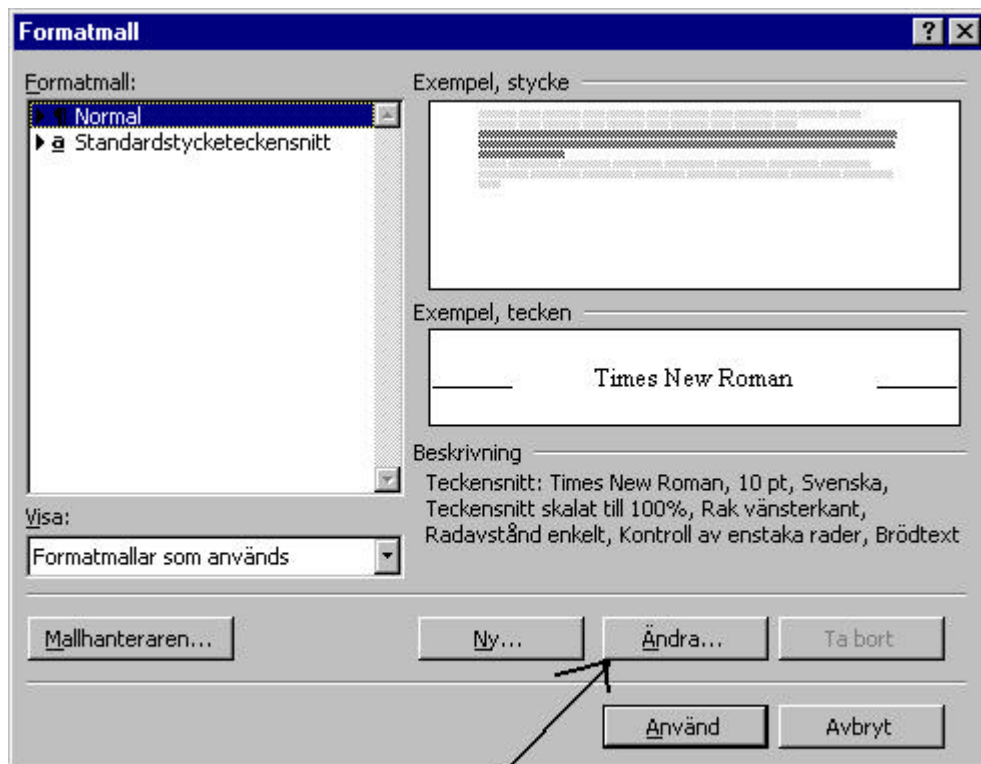 Formatmall
Formatmall:
¶ Normal
a Standardstycketeckensnitt
Visa:
Formatmallar som används
Exempel, stycke
Exempel, tecken
Times New Roman
Beskrivning
Teckensnitt: Times New Roman, 10 pt, Svenska,
Teckensnitt skalat till 100%, Rak vänsterkant,
Radavstånd enkelt, Kontroll av enstaka rader, Brödtext
Mallhanteraren...
Ny...
Ändra...
Ta bort
Använd
Avbryt